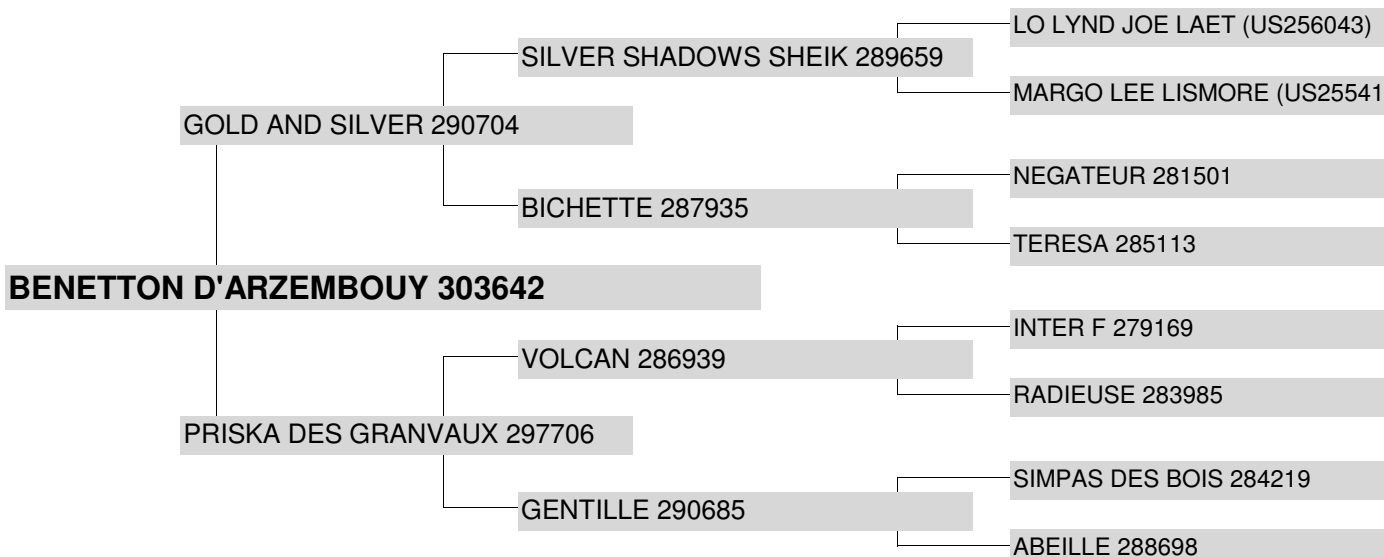 LO LYND JOE LAET (US256043)
SILVER SHADOWS SHEIK 289659
MARGO LEE LISMORE (US25541
GOLD AND SILVER 290704
NEGATEUR 281501
BICHETTE 287935
TERESA 285113
BENETTON D'ARZEMBOUY 303642
INTER F 279169
VOLCAN 286939
RADIEUSE 283985
PRISKA DES GRANVAUX 297706
SIMPAS DES BOIS 284219
GENTILLE 290685
ABEILLE 288698